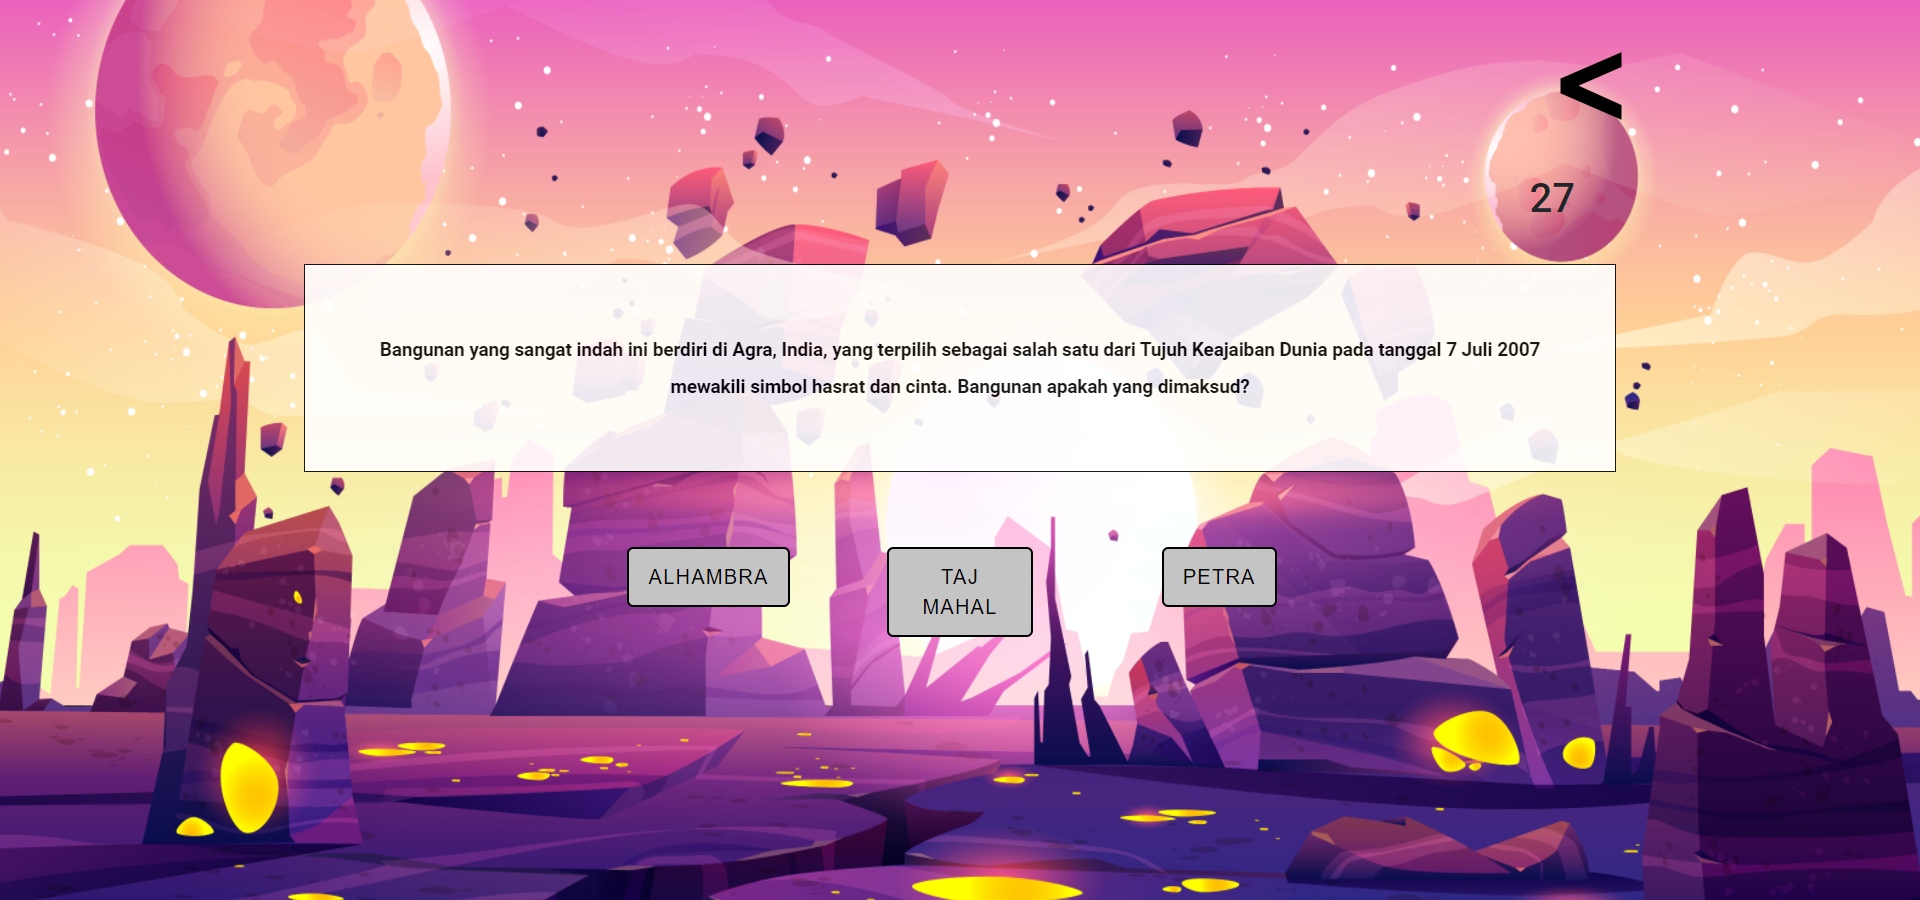 <
27
Bangunan yang sangat indah ini berdiri di Agra, India, yang terpilih sebagai salah satu dari Tujuh Keajaiban Dunia pada tanggal 7 Juli 2007
mewakili simbol hasrat dan cinta. Bangunan apakah yang dimaksud?
ALHAMBRA
TAJ
MAHAL
PETRA